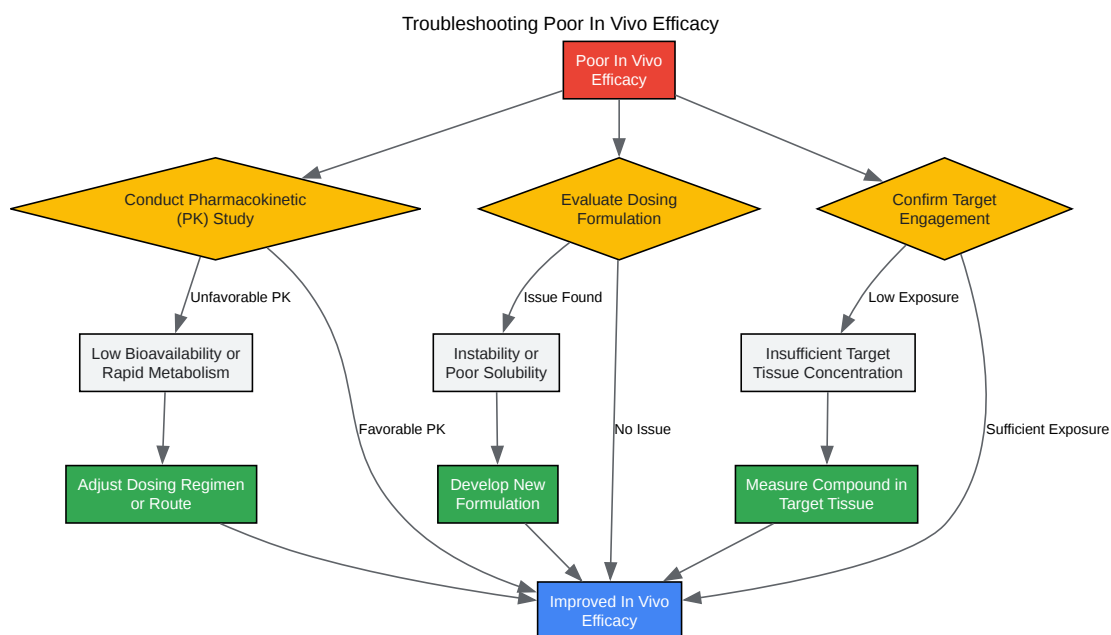 Troubleshooting Poor In Vivo Efficacy
Poor In Vivo
Efficacy
Conduct Pharmacokinetic
(PK) Study
Evaluate Dosing
Formulation
Confirm Target
Engagement
Unfavorable PK
Issue Found
Low Exposure
Low Bioavailability or
Rapid Metabolism
Instability or
Poor Solubility
Insufficient Target
Tissue Concentration
Favorable PK
No Issue
Sufficient Exposure
Adjust Dosing Regimen
or Route
Develop New
Formulation
Measure Compound in
Target Tissue
Improved In Vivo
Efficacy